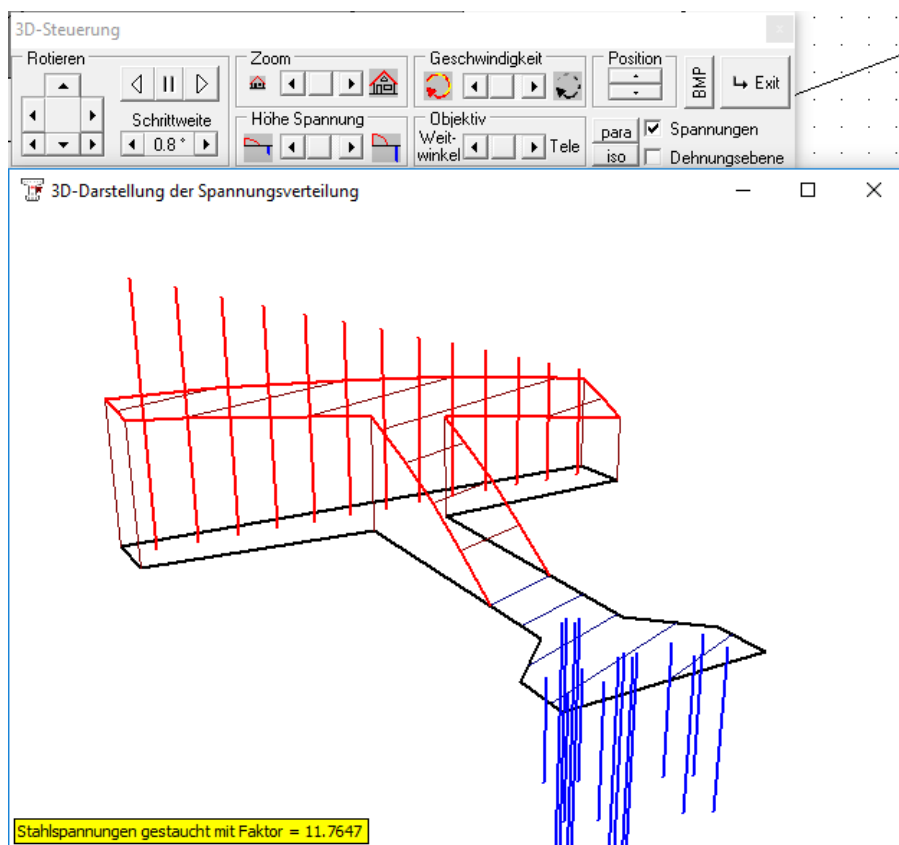 3D-Steuerung
Rotieren
Zoom
Geschwindigkeit
Position
BMP
Exit
Schrittweite
0.8 °
Höhe Spannung
Objektiv
Weit-
winkel
Tele
para
iso
Spannungen
Dehnungsebene
3D-Darstellung der Spannungsverteilung
Stahlspannungen gestaucht mit Faktor = 11.7647